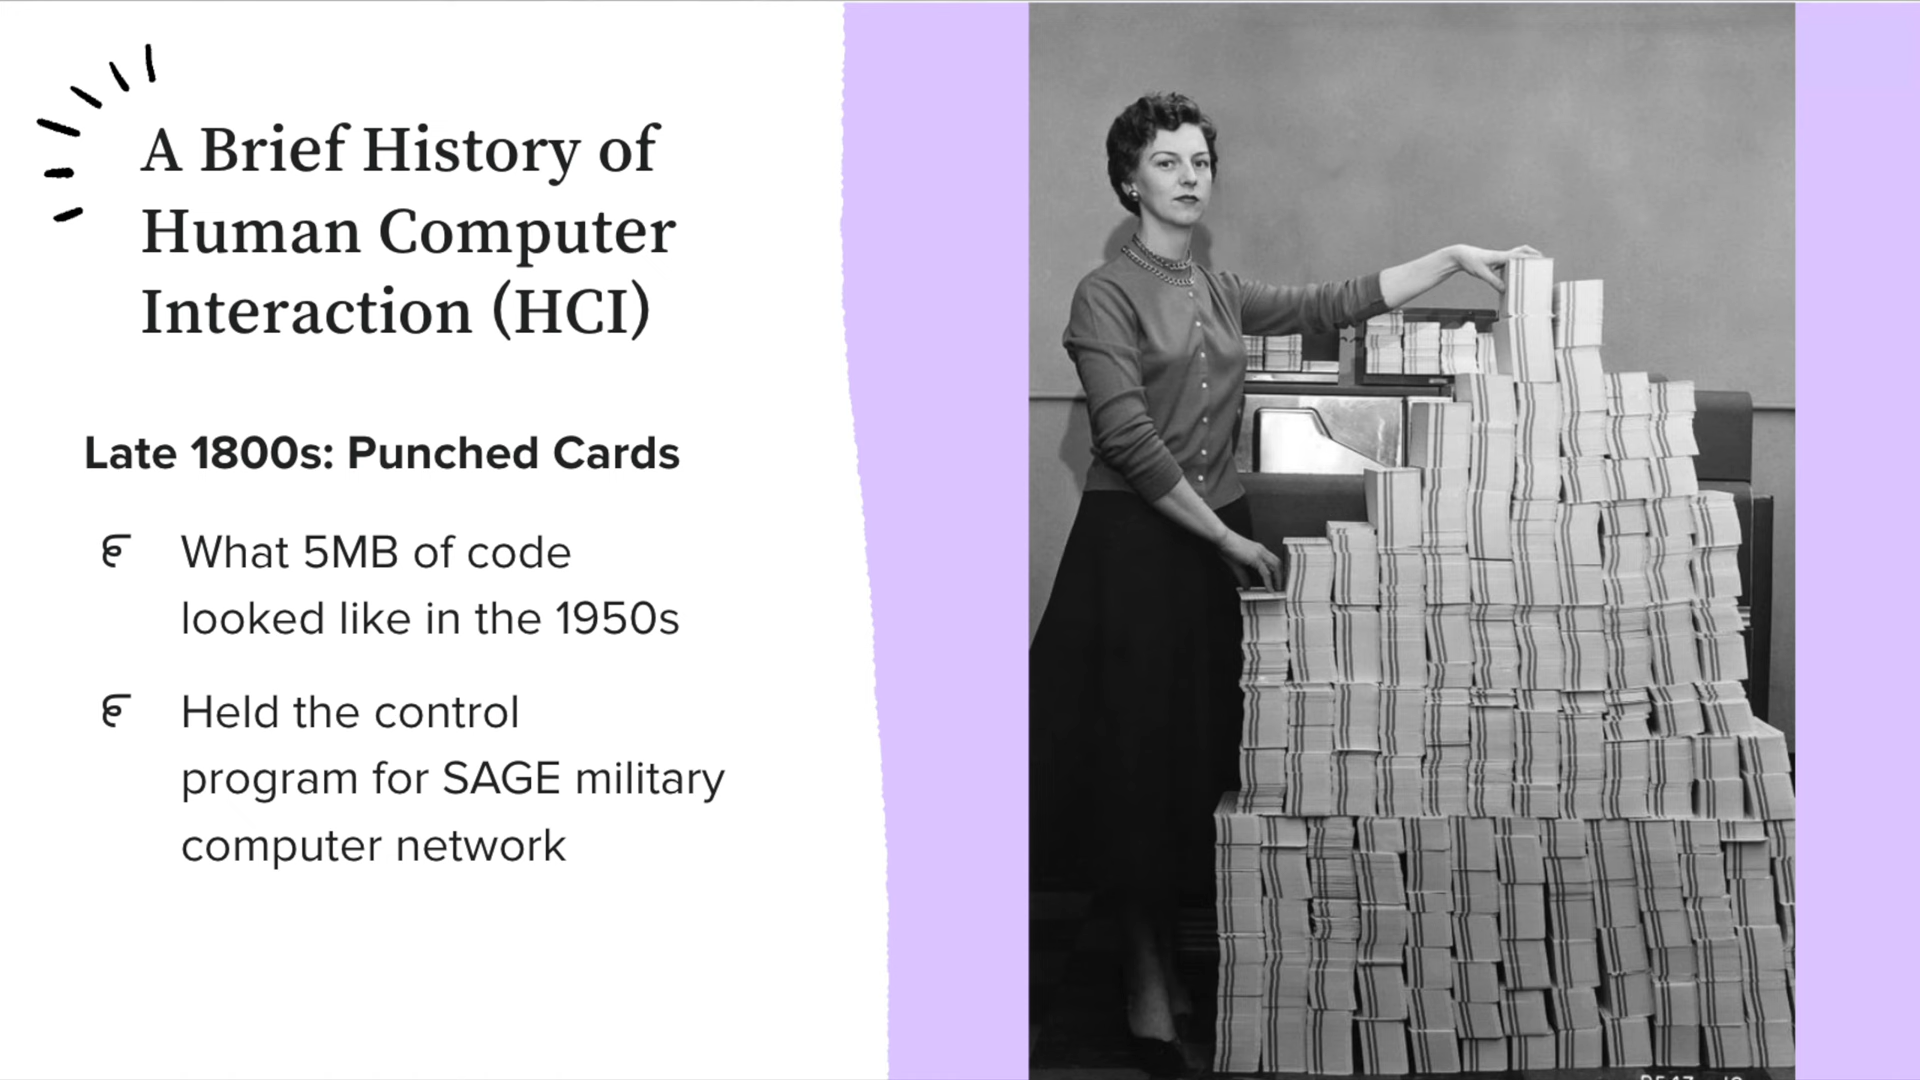 A Brief History of
Human Computer
Interaction (HCI)
Late 1800s: Punched Cards
What 5MB of code
looked like in the 1950s
Held the control
program for SAGE military
computer network